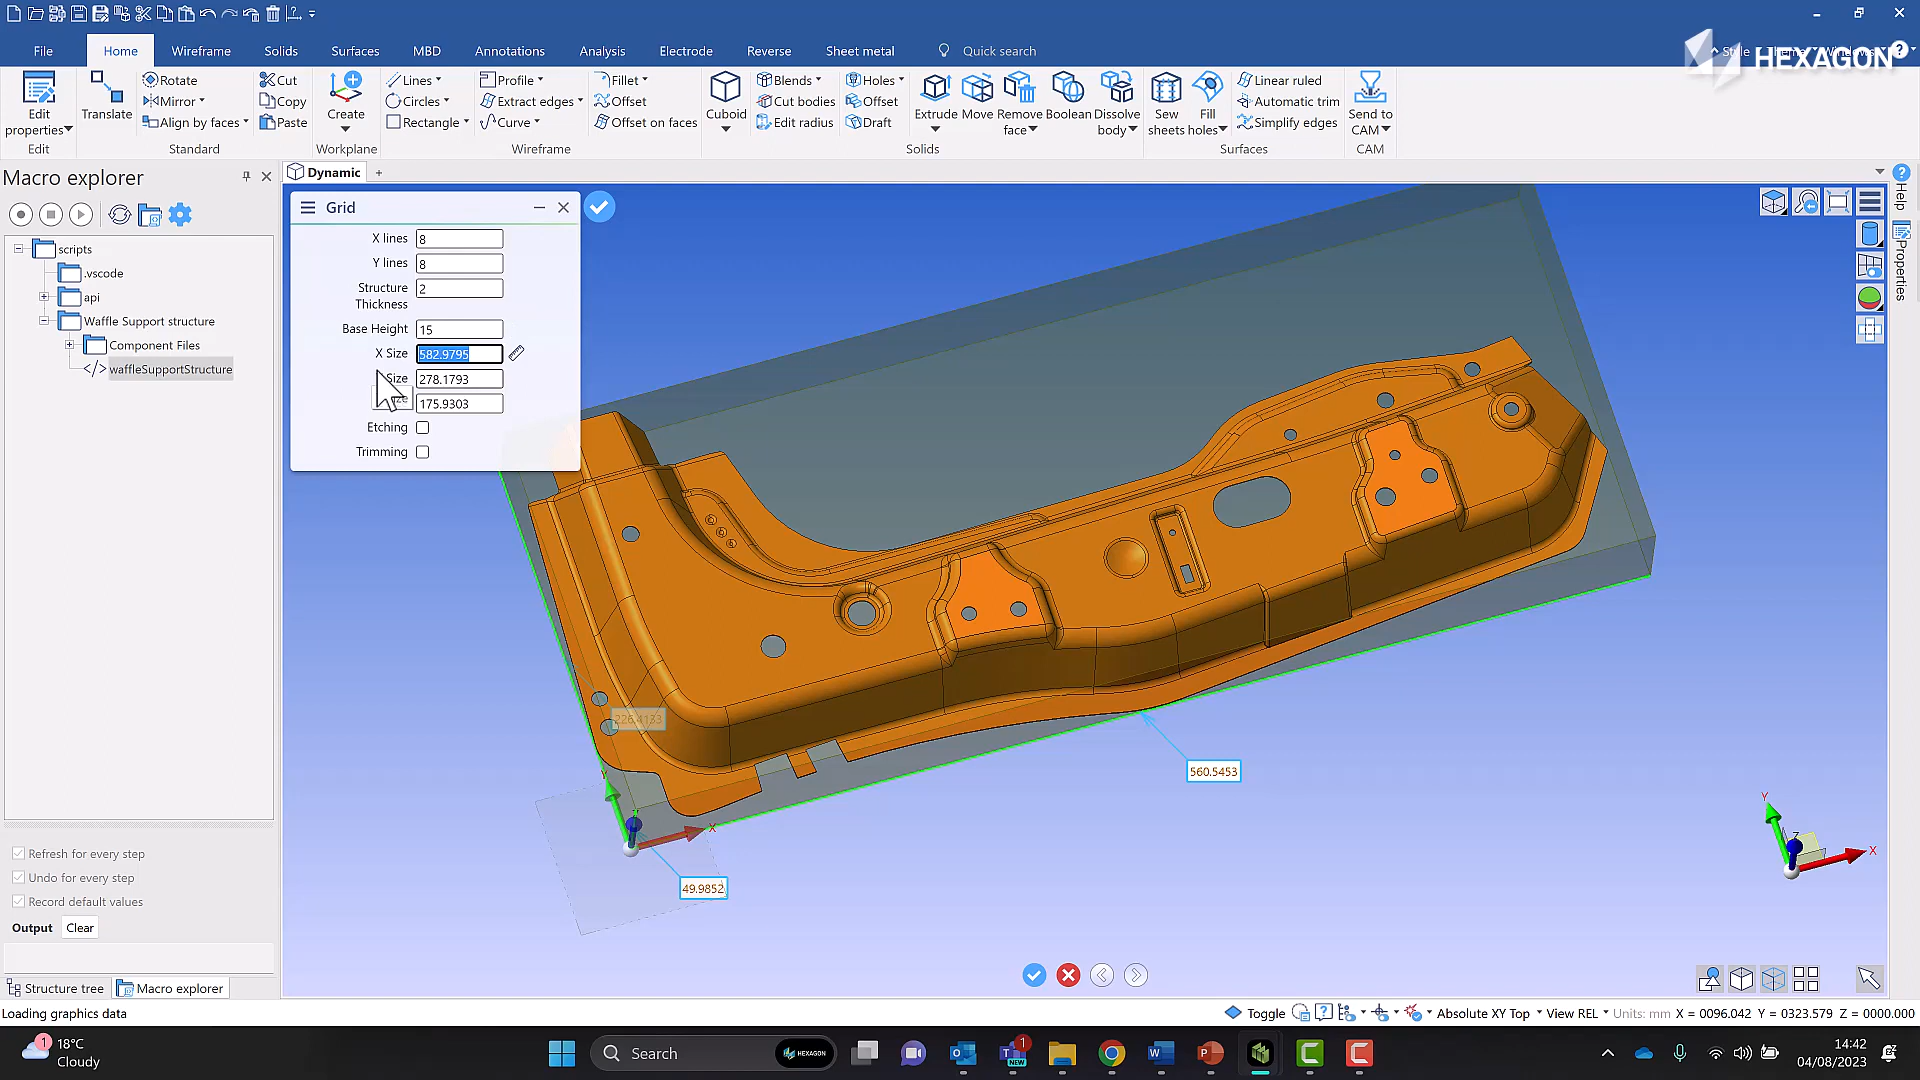 File
Home
Wireframe
Solids
Surfaces
MBD
Annotations
Analysis
Electrode
Reverse
Sheet metal
Quick search
Style
HEXAGON
Edit
properties
Translate
Rotate
Mirror
Align by faces
Cut
Copy
Paste
Create
Lines
Circles
Rectangle
Profile
Extract edges
Curve
Fillet
Offset
Offset on faces
Cuboid
Blends
Cut bodies
Edit radius
Holes
Offset
Draft
Extrude
Move
Remove
face
Boolean
Dissolve
body
Sew
sheets
Fill
holes
Linear ruled
Automatic trim
Simplify edges
Send to
CAM
Edit
Standard
Workplane
Wireframe
Solids
Surfaces
CAM
Macro explorer
Dynamic
+
scripts
.vscode
api
Waffle Support structure
Component Files
waffleSupportStructure
Grid
X lines 8
Y lines 8
Structure
Thickness 2
Base Height 15
X Size 582.9795
Size 278.1793
175.9303
Etching
Trimming
Help
Properties
226.4133
560.5453
49.9852
X
Y
X
Y
Z
Refresh for every step
Undo for every step
Record default values
Output
Clear
Structure tree
Macro explorer
Loading graphics data
Toggle
Absolute XY Top
View REL
Units: mm X = 0096.042 Y = 0323.579 Z = 0000.000
1
18°C
Cloudy
Search
HEXAGON
1
NEW
14:42
04/08/2023